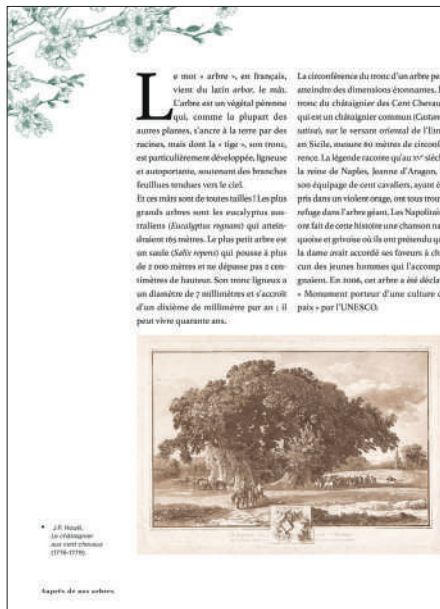 Le mot « arbre », en français,
vient du latin arbor, le mât.
L'arbre est un végétal pérenne
qui, comme la plupart des
autres plantes, s'ancre à la terre par des
racines, mais dont la « tige », son tronc,
est particulièrement développée, ligneuse
et autoportante, soutenant des branches
feuillues tendues vers le ciel.
Et ces mâts sont de toutes tailles ! Les plus
grands arbres sont les eucalyptus aus-
traliens (Eucalyptus regnans) qui attein-
draient 165 mètres. Le plus petit arbre est
un saule (Salix repens) qui pousse à plus
de 2 000 mètres et ne dépasse pas 2 cen-
timètres de hauteur. Son tronc ligneux a
un diamètre de 7 millimètres et s'accroît
d'un dixième de millimètre par an ; il
peut vivre quarante ans.
La circonférence du tronc d'un arbre pe
atteindre des dimensions étonnantes. L
tronc du châtaignier des Cent Chevau
qui est un châtaignier commun (Castane
sativa), sur le versant oriental de l'Etn
en Sicile, mesure 60 mètres de circonfé
rence. La légende raconte qu'au XVe siècl
la reine de Naples, Jeanne d'Aragon,
son équipage de cent cavaliers, ayant é
pris dans un violent orage, ont tous trouv
refuge dans l'arbre géant. Les Napolitain
ont fait de cette histoire une chanson na
quoise et grivoise où ils ont prétendu qu
la dame avait accordé ses faveurs à cha
cun des jeunes hommes qui l'accomp
gnaient. En 2006, cet arbre a été décla
« Monument porteur d'une culture d
paix » par l'UNESCO.
J.P. Houël,
Le châtaignier
aux cent chevaux
(1776-1779).
Auprès de nos arbres